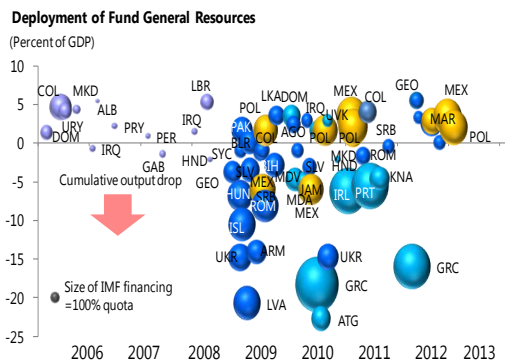 Deployment of Fund General Resources
(Percent of GDP)
10
5
0
-5
-10
-15
-20
-25
COL
MKD
ALB
URY
DOM
IRQ
PRY
PER
GAB
IRQ
LBR
HND
SYC
GEO
Cumulative output drop
Size of IMF financing
=100% quota
POL
PAK
BLR
COL
SLV
BIH
HUN
MEX
SRB
ROM
ISL
UKR
ARM
LVA
LKA
DOM
IRQ
UVK
AGO
POL
POL
MEX
COL
SLV
MKD
HND
ROM
SRB
MDV
JAM
MDA
MEX
IRL
PRT
KNA
UKR
GRC
ATG
GEO
MEX
MAR
POL
GRC
2006
2007
2008
2009
2010
2011
2012
2013